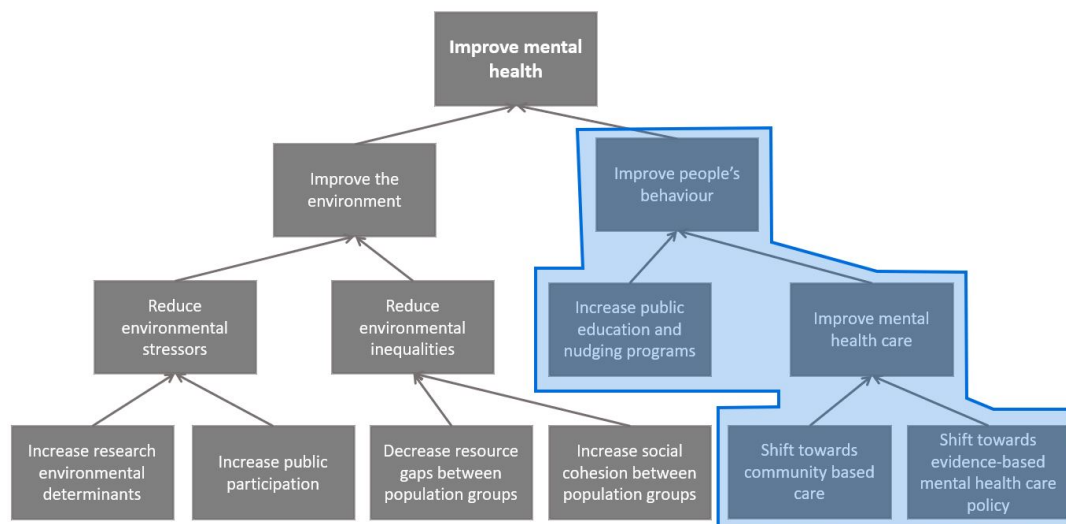 Improve mental
health
Improve the
environment
Improve people’s
behaviour
Reduce
environmental
stressors
Reduce
environmental
inequalities
Increase public
education and
nudging programs
Improve mental
health care
Increase research
environmental
determinants
Increase public
participation
Decrease resource
gaps between
population groups
Increase social
cohesion between
population groups
Shift towards
community based
care
Shift towards
evidence-based
mental health care
policy